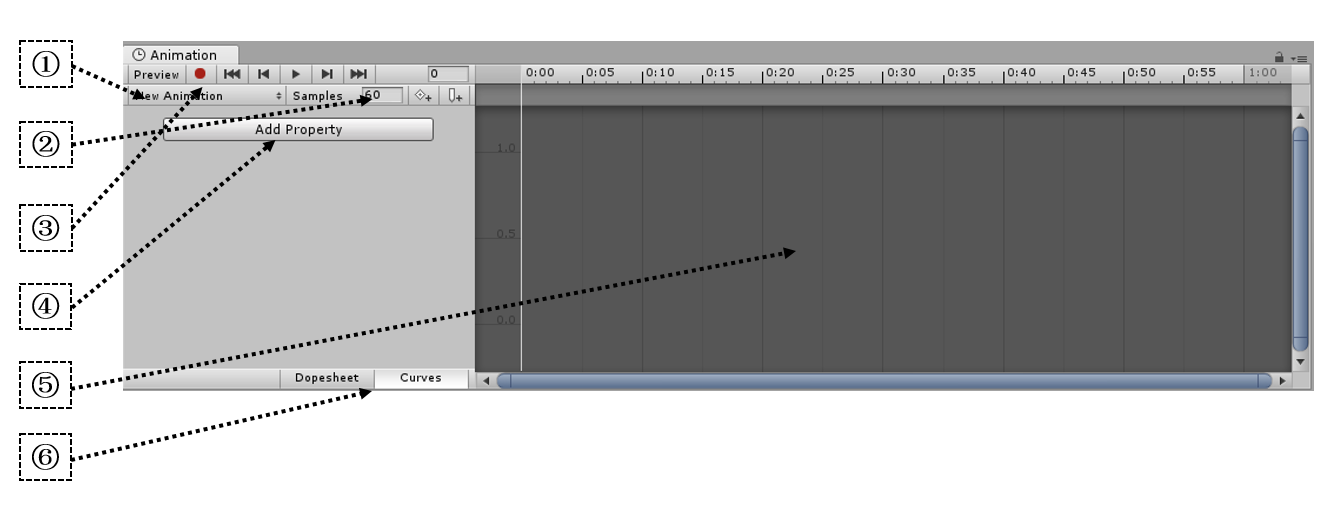 ①
Animation
Preview 0 0:00 0:05 0:10 0:15 0:20 0:25 0:30 0:35 0:40 0:45 0:50 0:55 1:00
New Animation Samples 60
②
Add Property
1.0
③
0.5
④
0.0
⑤
Dopesheet Curves
⑥